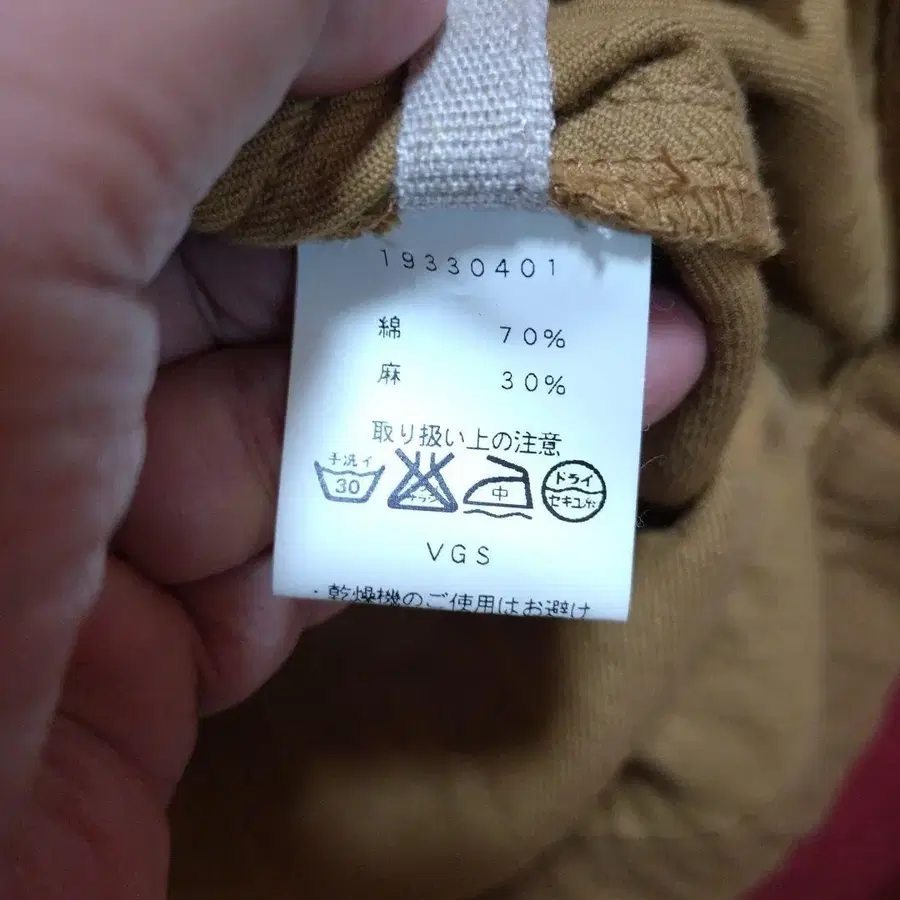 19330401
綿 70%
麻 30%
取り扱い上の注意
手洗イ
30
中
ドライ
セキユ系
VGS
・乾燥機のご使用はお避け